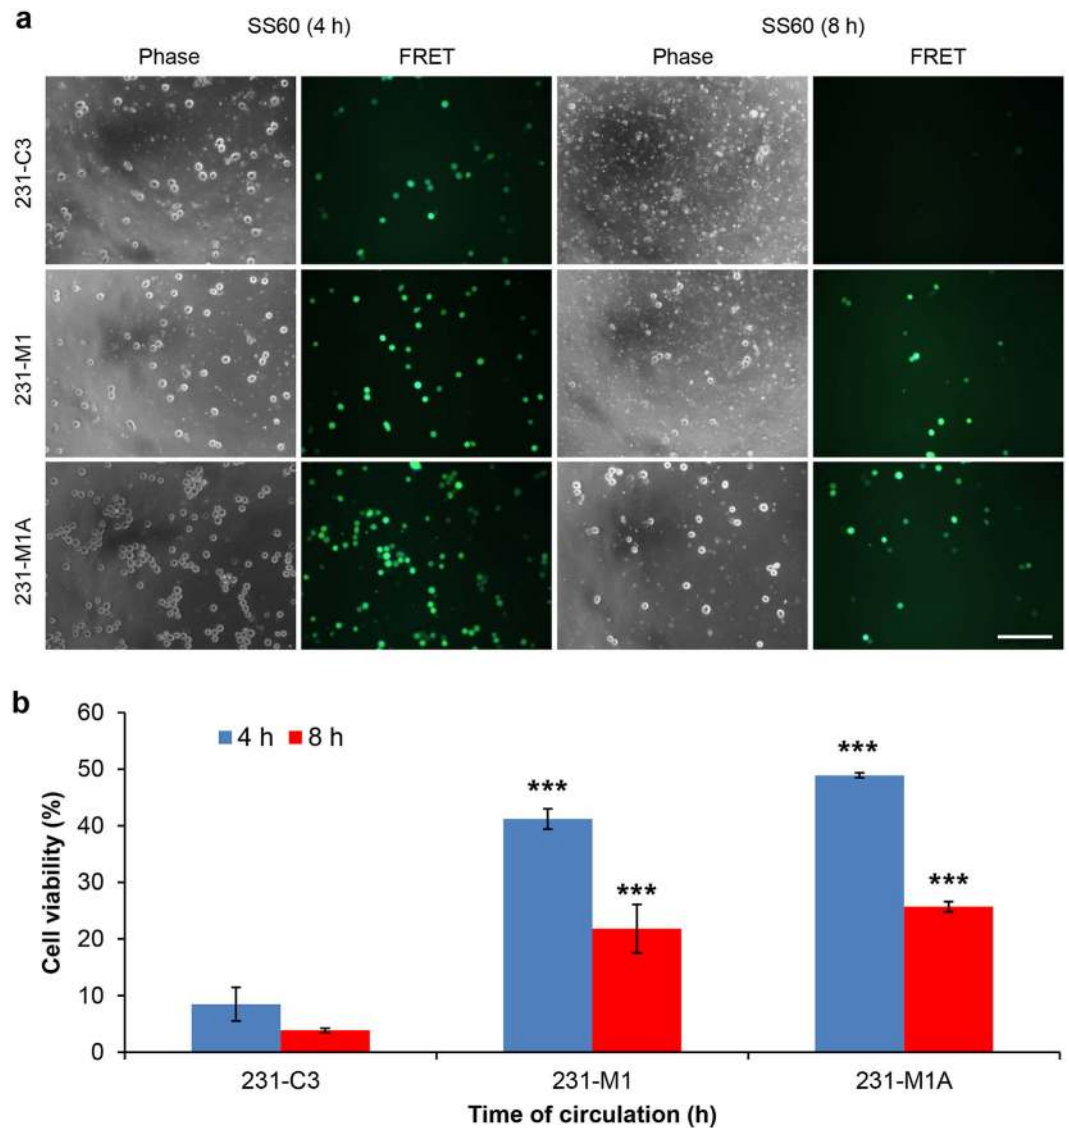 a
SS60 (4 h) SS60 (8 h)
Phase FRET Phase FRET
231-C3
231-M1
231-M1A
b
60
50
40
30
20
10
0
Cell viability (%)
4 h 8 h
***
***
***
***
231-C3 231-M1 231-M1A
Time of circulation (h)